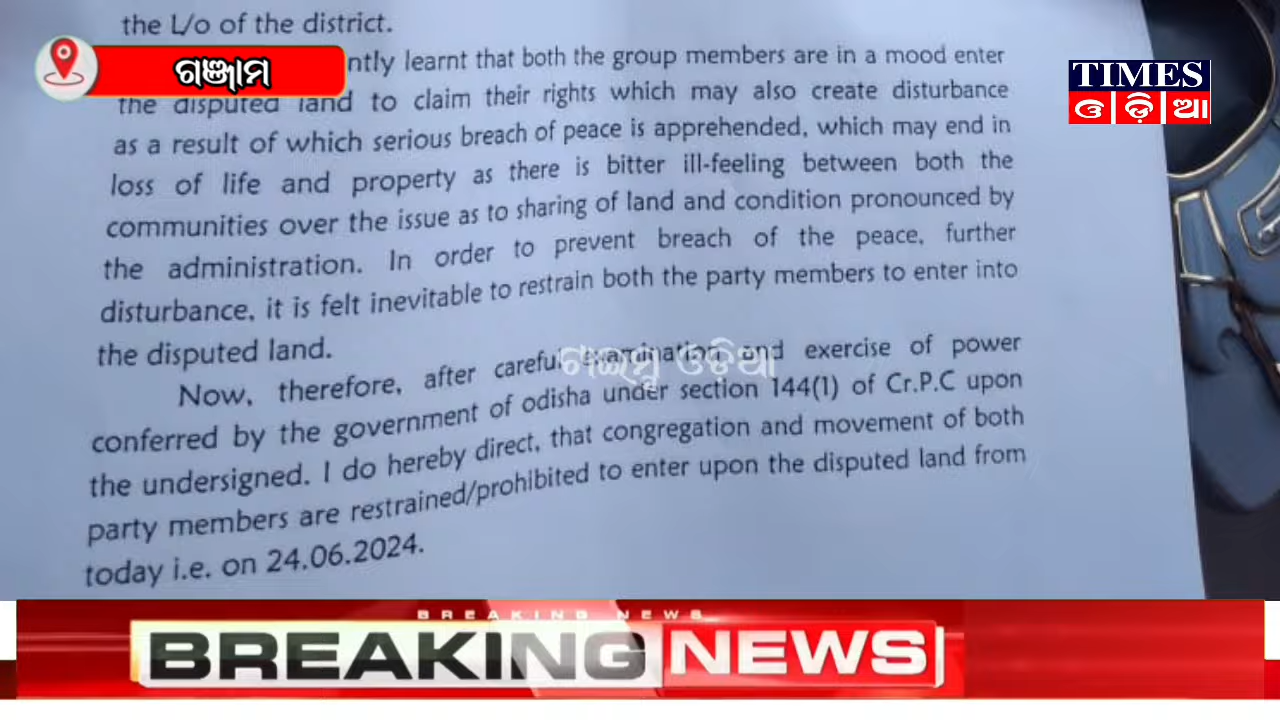 the L/o of the district.
ntly learnt that both the group members are in a mood enter
the disputed land to claim their rights which may also create disturbance
as a result of which serious breach of peace is apprehended, which may end in
loss of life and property as there is bitter ill-feeling between both the
communities over the issue as to sharing of land and condition pronounced by
the administration. In order to prevent breach of the peace, further
disturbance, it is felt inevitable to restrain both the party members to enter into
the disputed land.
Now, therefore, after careful examination and exercise of power
conferred by the government of odisha under section 144(1) of Cr.P.C upon
the undersigned. I do hereby direct, that congregation and movement of both
party members are restrained/prohibited to enter upon the disputed land from
today i.e. on 24.06.2024.
ଗଞ୍ଜାମ
TIMES
ଓଡ଼ିଆ
ଟାଇମ୍ସ ଓଡିଆ
BREAKING NEWS
BREAKING NEWS